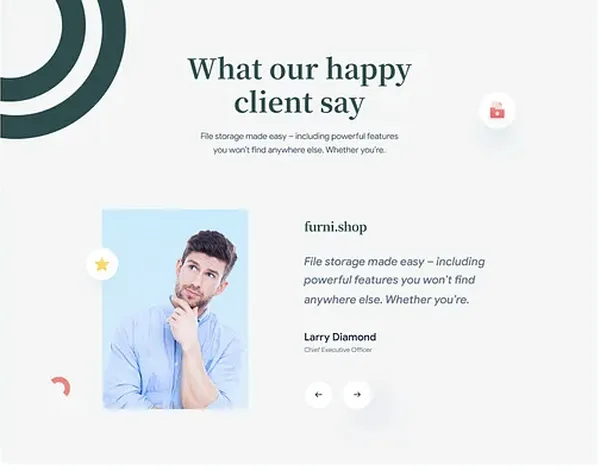 What our happy
client say
File storage made easy – including powerful features
you won't find anywhere else. Whether you're.
furni.shop
File storage made easy – including
powerful features you won't find
anywhere else. Whether you're.
Larry Diamond
Chief Executive Officer